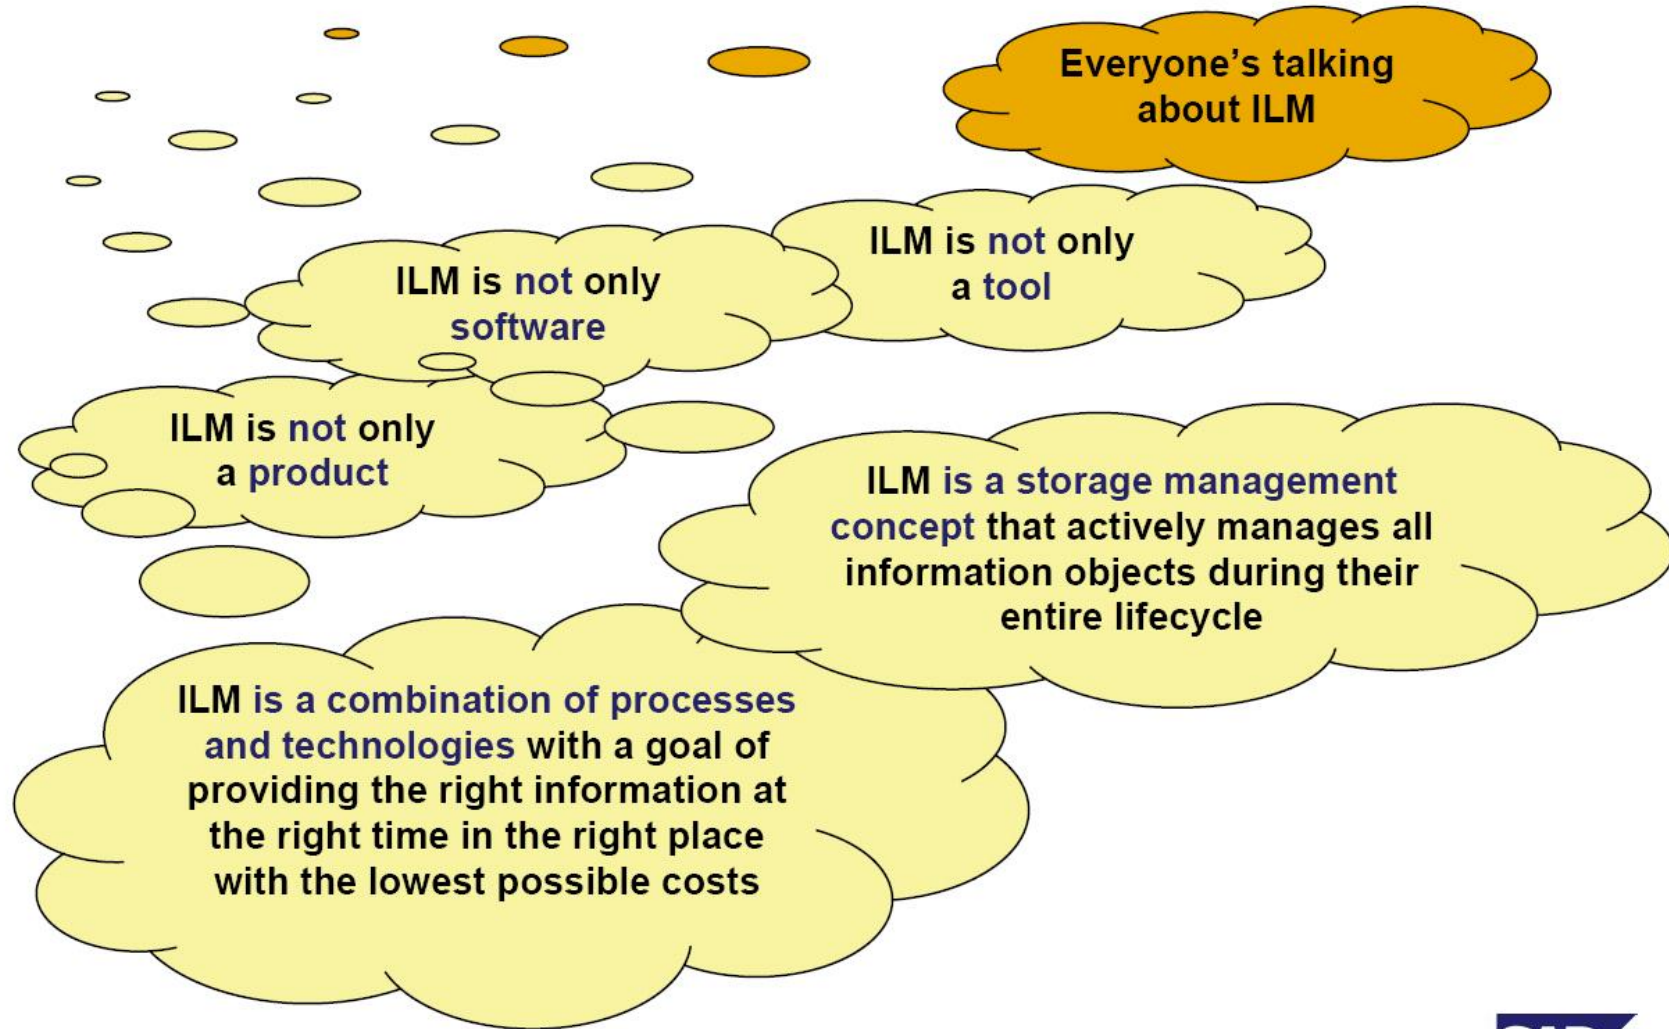 Everyone’s talking
about ILM
ILM is not only
a tool
ILM is not only
software
ILM is not only
a product
ILM is a storage management
concept that actively manages all
information objects during their
entire lifecycle
ILM is a combination of processes
and technologies with a goal of
providing the right information at
the right time in the right place
with the lowest possible costs